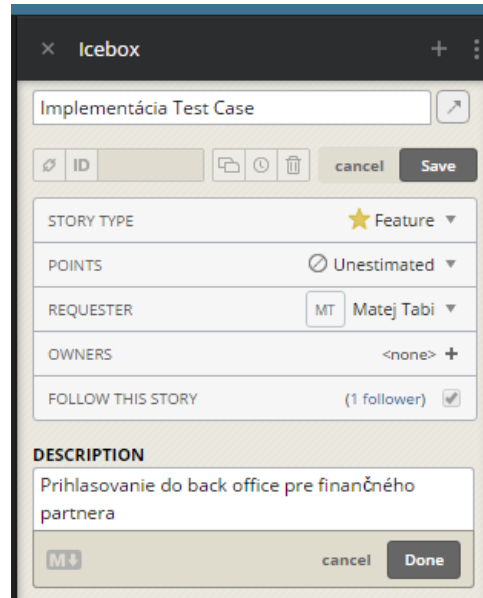 Icebox
Implementácia Test Case
ID
cancel Save
STORY TYPE Feature
POINTS Unestimated
REQUESTER MT Matej Tabi
OWNERS <none>
FOLLOW THIS STORY (1 follower)
DESCRIPTION
Prihlasovanie do back office pre finančného
partnera
M cancel Done